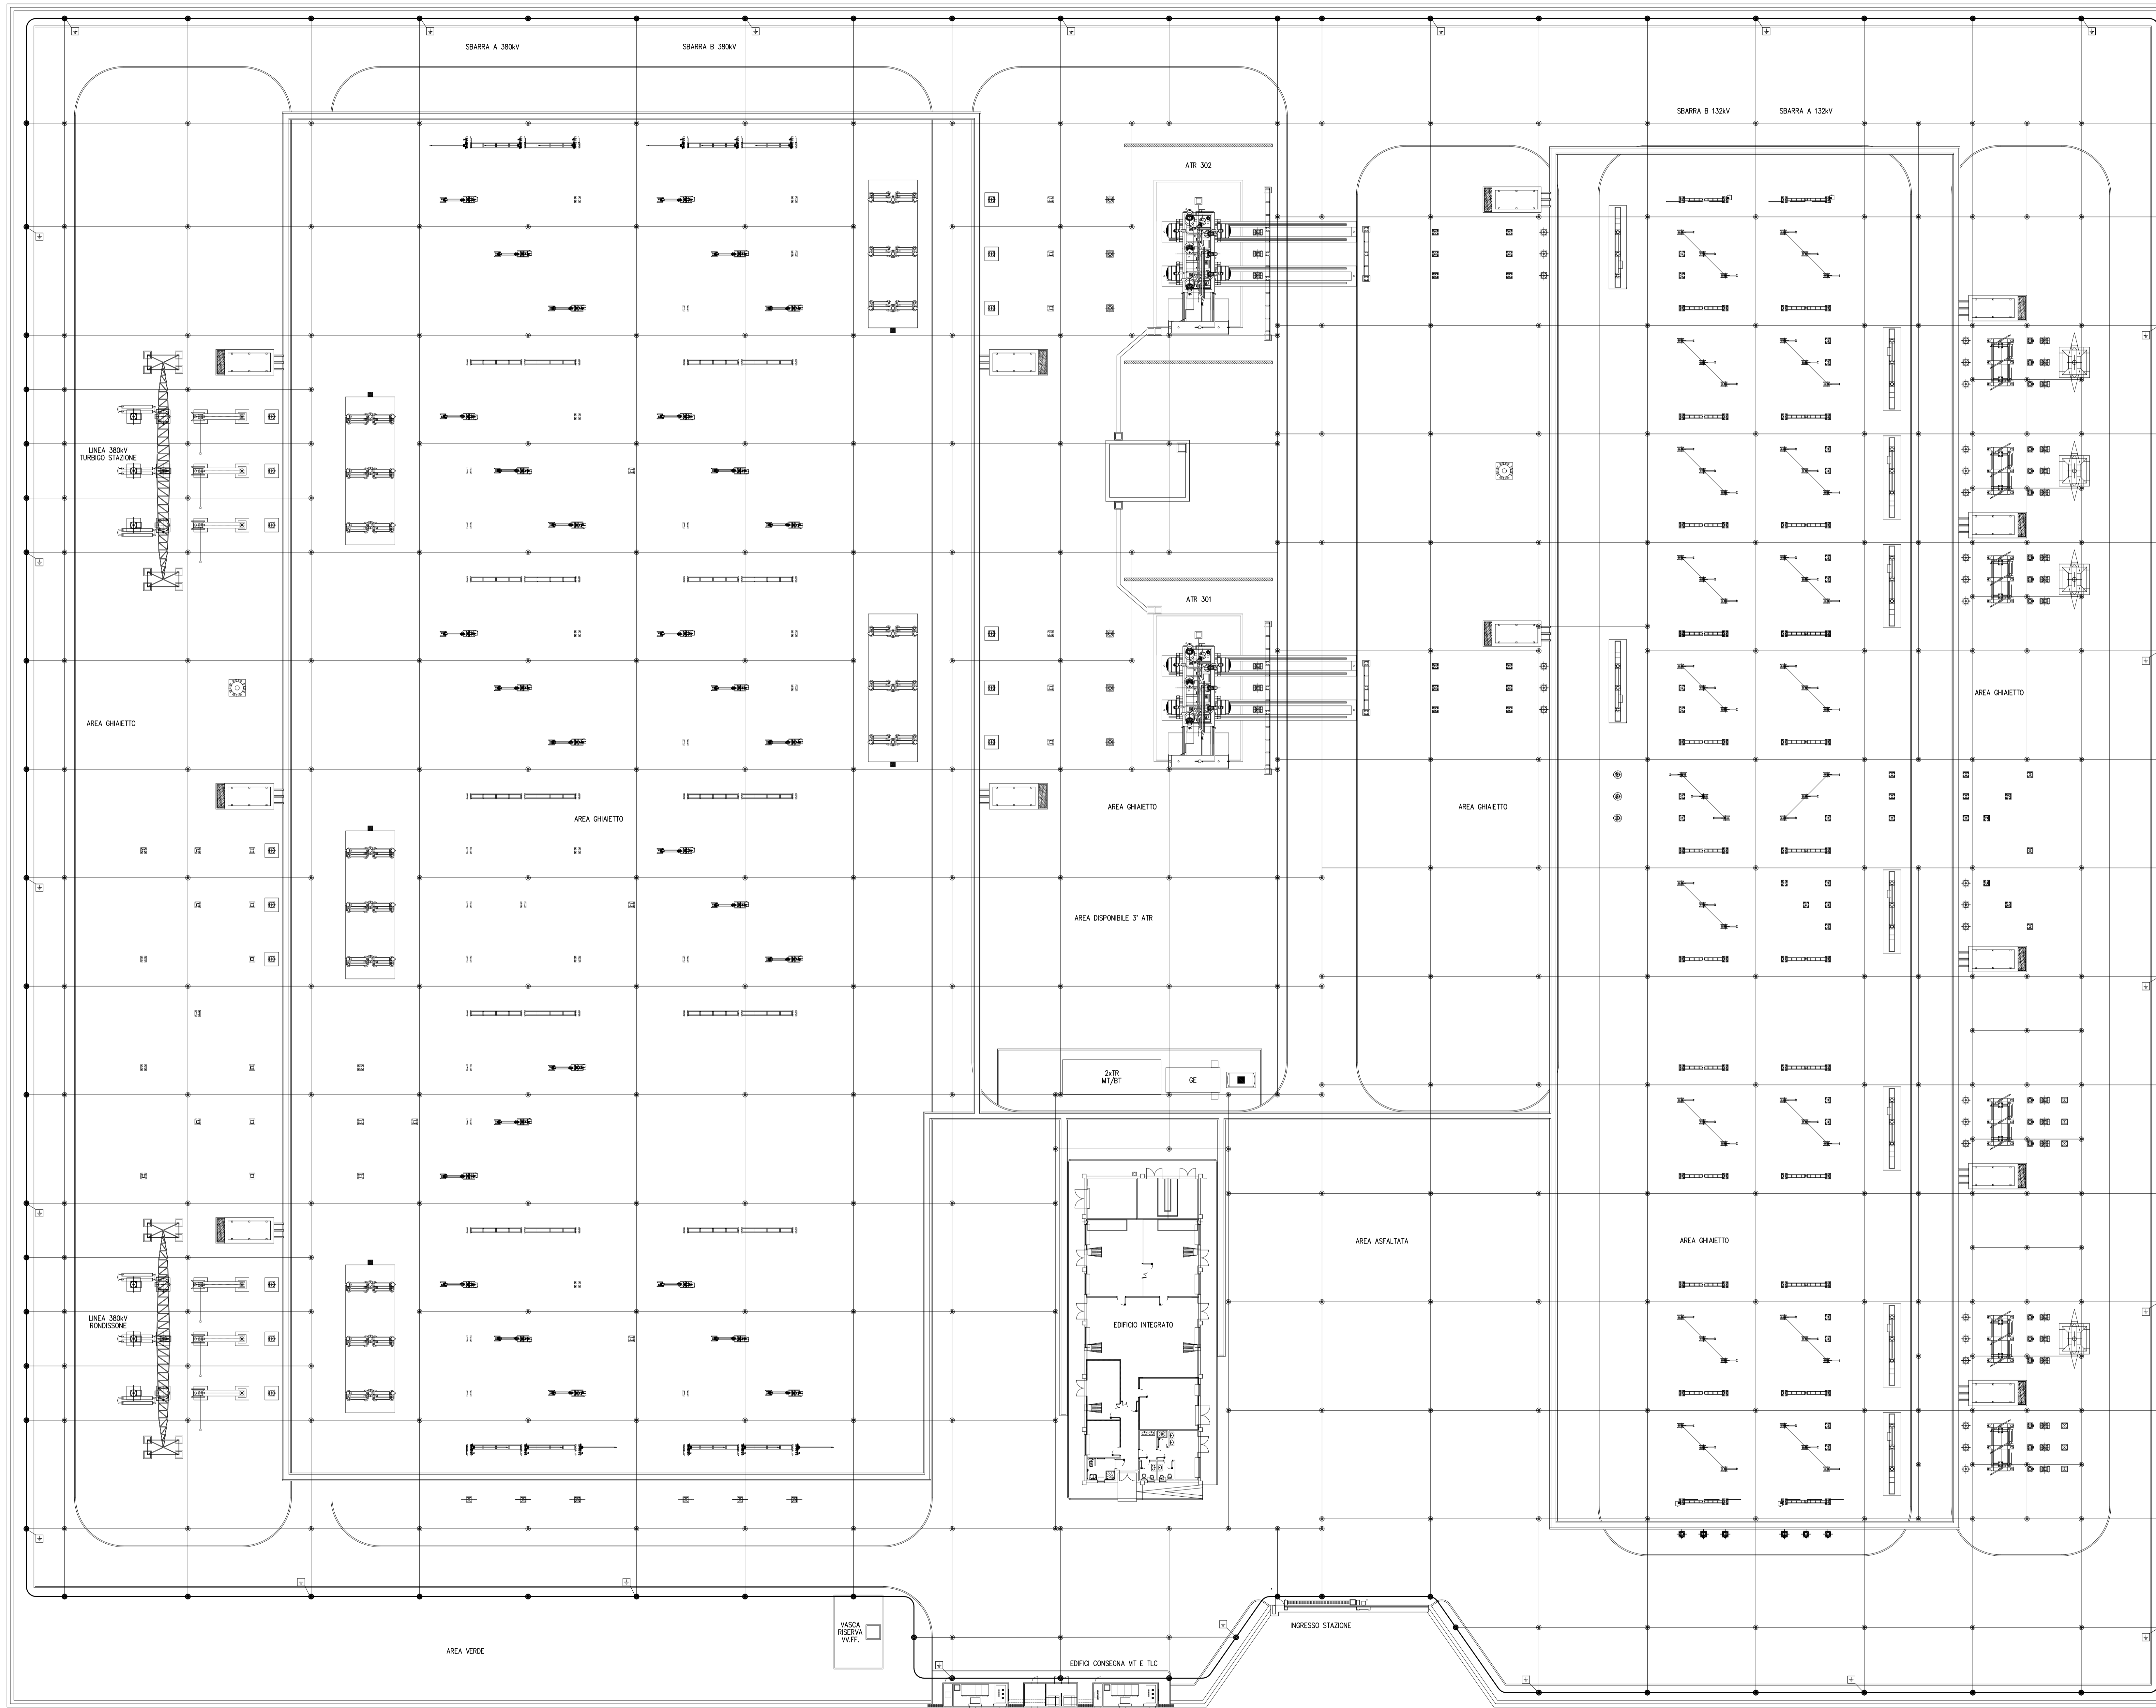 SBARRA A 380kV
SBARRA B 380kV
SBARRA B 132kV
SBARRA A 132kV
ATR 302
LINEA 380kV
TURBIGO STAZIONE
ATR 301
AREA GHIAIETTO
AREA GHIAIETTO
AREA GHIAIETTO
AREA GHIAIETTO
AREA GHIAIETTO
AREA DISPONIBILE 3° ATR
2xTR
MT/BT
GE
AREA ASFALTATA
AREA GHIAIETTO
LINEA 380kV
RONDISSONE
EDIFICIO INTEGRATO
VASCA
RISERVA
VV.FF.
INGRESSO STAZIONE
AREA VERDE
EDIFICI CONSEGNA MT E TLC